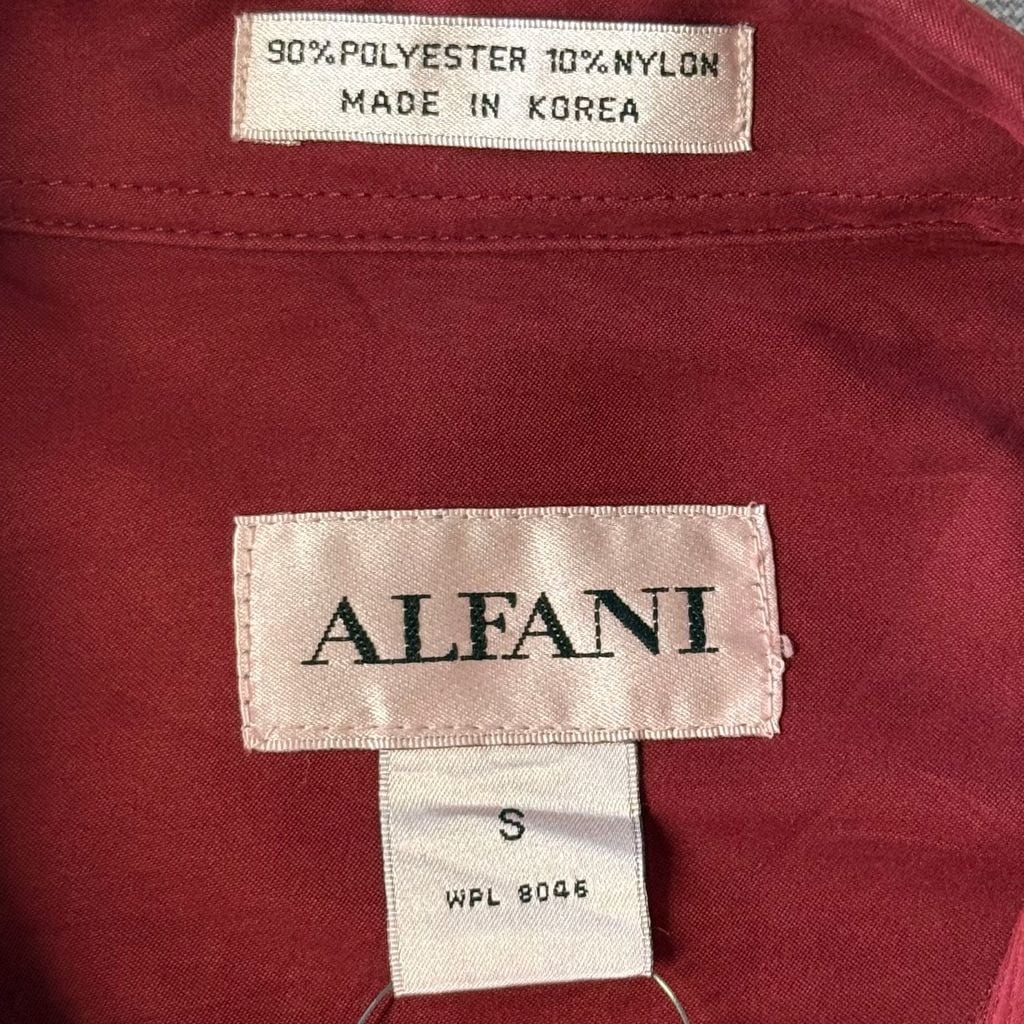 90%POLYESTER 10%NYLON
MADE IN KOREA
ALFANI
S
WPL 8046